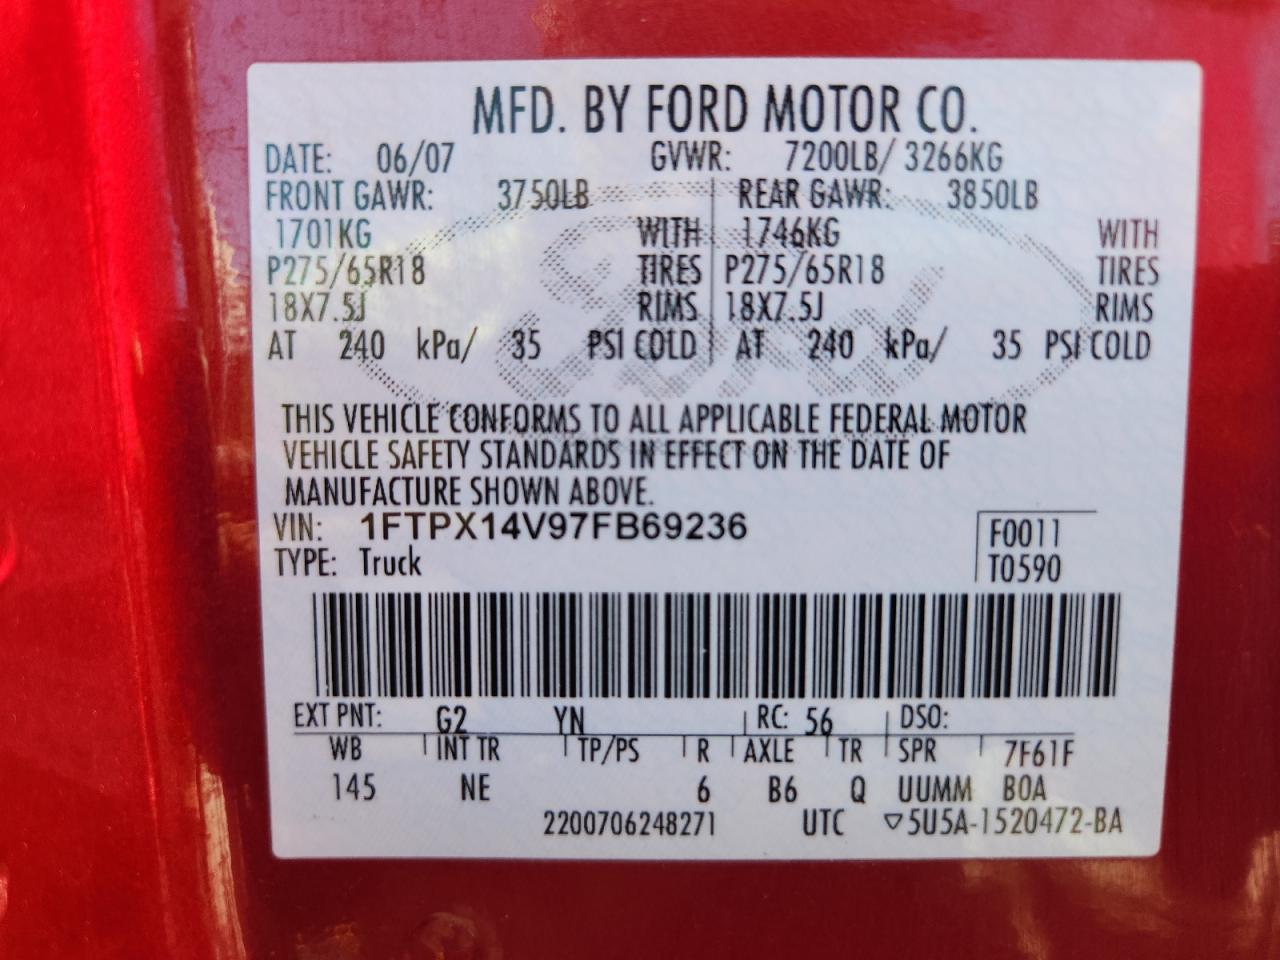 MFD. BY FORD MOTOR CO.
DATE: 06/07 GVWR: 7200LB/ 3266KG
FRONT GAWR: 3750LB REAR GAWR: 3850LB
1701KG WITH 1746KG WITH
P275/65R18 TIRES P275/65R18 TIRES
18X7.5J RIMS 18X7.5J RIMS
AT 240 kPa/ 35 PSI COLD AT 240 kPa/ 35 PSI COLD
Ford
THIS VEHICLE CONFORMS TO ALL APPLICABLE FEDERAL MOTOR
VEHICLE SAFETY STANDARDS IN EFFECT ON THE DATE OF
MANUFACTURE SHOWN ABOVE.
VIN: 1FTPX14V97FB69236 F0011
TYPE: Truck T0590
EXT PNT: G2 YN RC: 56 DSO:
WB INT TR TP/PS R AXLE TR SPR 7F61F
145 NE 6 B6 Q UUMM BOA
2200706248271 UTC ▽5U5A-1520472-BA